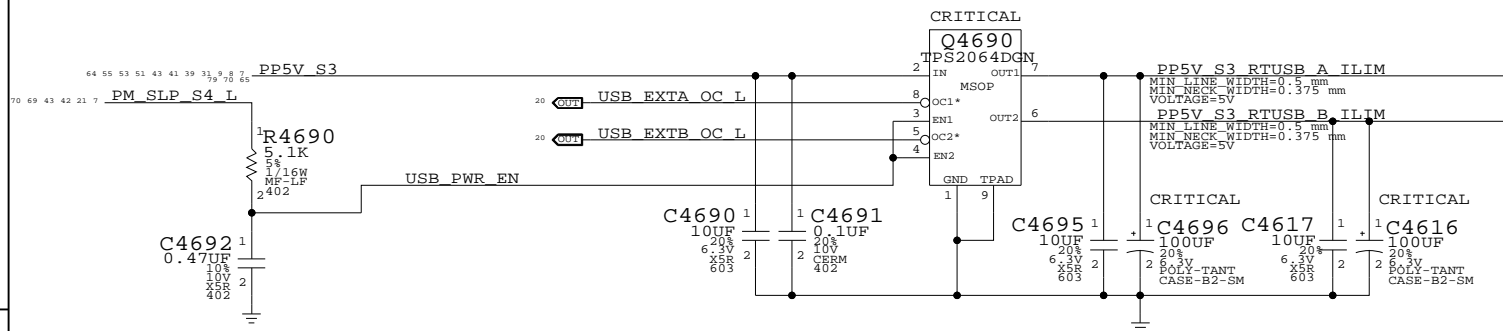 CRITICAL
Q4690
TPS2064DGN
64 55 53 51 43 41 39 31 9 8 7
79 70 65
PP5V_S3
2 IN OUT1 7
MSOP
PP5V_S3_RTUSB_A_ILIM
MIN_LINE_WIDTH=0.5 mm
MIN_NECK_WIDTH=0.375 mm
VOLTAGE=5V
70 69 43 42 21 7 PM_SLP_S4_L
20 OUT USB_EXTA_OC_L
8 OC1*
3 EN1
OUT2 6
PP5V_S3_RTUSB_B_ILIM
MIN_LINE_WIDTH=0.5 mm
MIN_NECK_WIDTH=0.375 mm
VOLTAGE=5V
20 OUT USB_EXTB_OC_L
5 OC2*
4 EN2
GND TPAD
1 9
1
R4690
5.1K
5%
1/16W
MF-LF
402
2
USB_PWR_EN
C4692
0.47UF
10%
10V
X5R
402
1
2
C4690
10UF
20%
6.3V
X5R
603
1
2
C4691
0.1UF
20%
10V
CERM
402
1
2
C4695
10UF
20%
6.3V
X5R
603
1
2
CRITICAL
C4696
100UF
20%
6.3V
POLY-TANT
CASE-B2-SM
1
+
2
C4617
10UF
20%
6.3V
X5R
603
1
2
CRITICAL
C4616
100UF
20%
6.3V
POLY-TANT
CASE-B2-SM
1
+
2